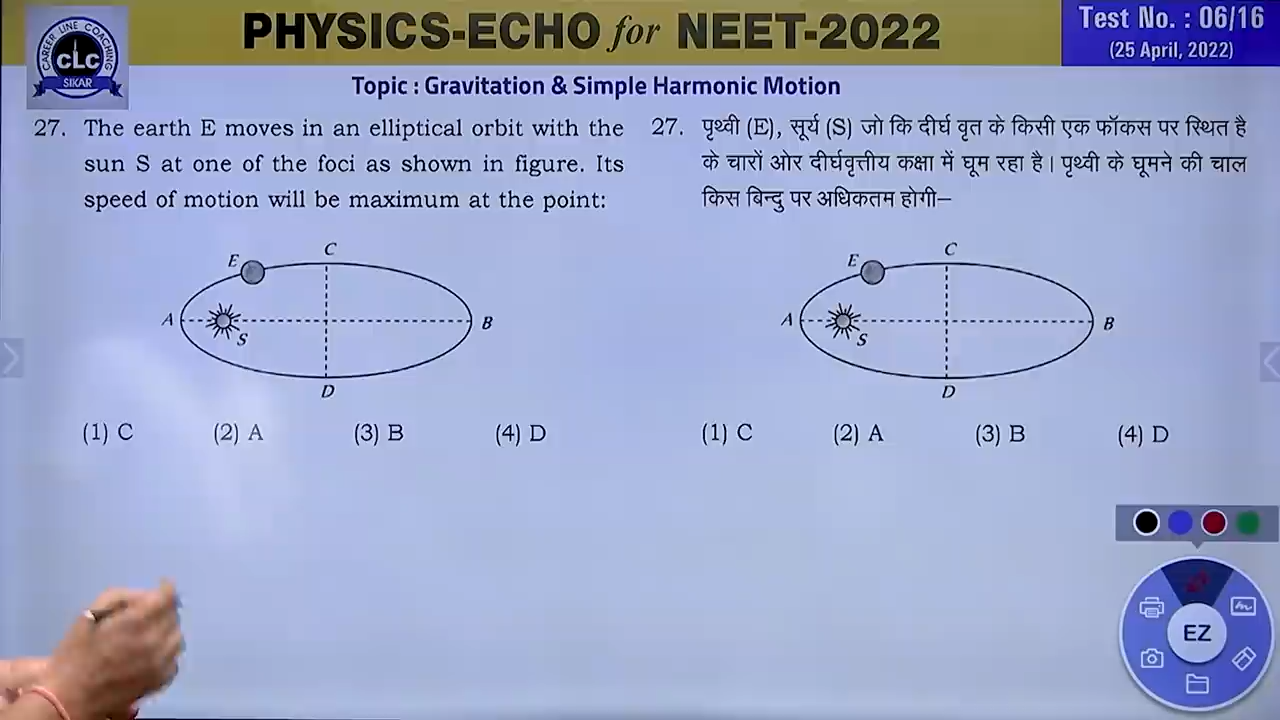 CAREER LINE COACHING
CLC
SIKAR
PHYSICS-ECHO for NEET-2022
Test No. : 06/16
(25 April, 2022)
Topic : Gravitation & Simple Harmonic Motion
27. The earth E moves in an elliptical orbit with the
sun S at one of the foci as shown in figure. Its
speed of motion will be maximum at the point:
C
E
A
S
B
D
(1) C (2) A (3) B (4) D
27. पृथ्वी (E), सूर्य (S) जो कि दीर्घ वृत के किसी एक फॉकस पर स्थित है
के चारों ओर दीर्घवृत्तीय कक्षा में घूम रहा है। पृथ्वी के घूमने की चाल
किस बिन्दु पर अधिकतम होगी–
C
E
A
S
B
D
(1) C (2) A (3) B (4) D
EZ